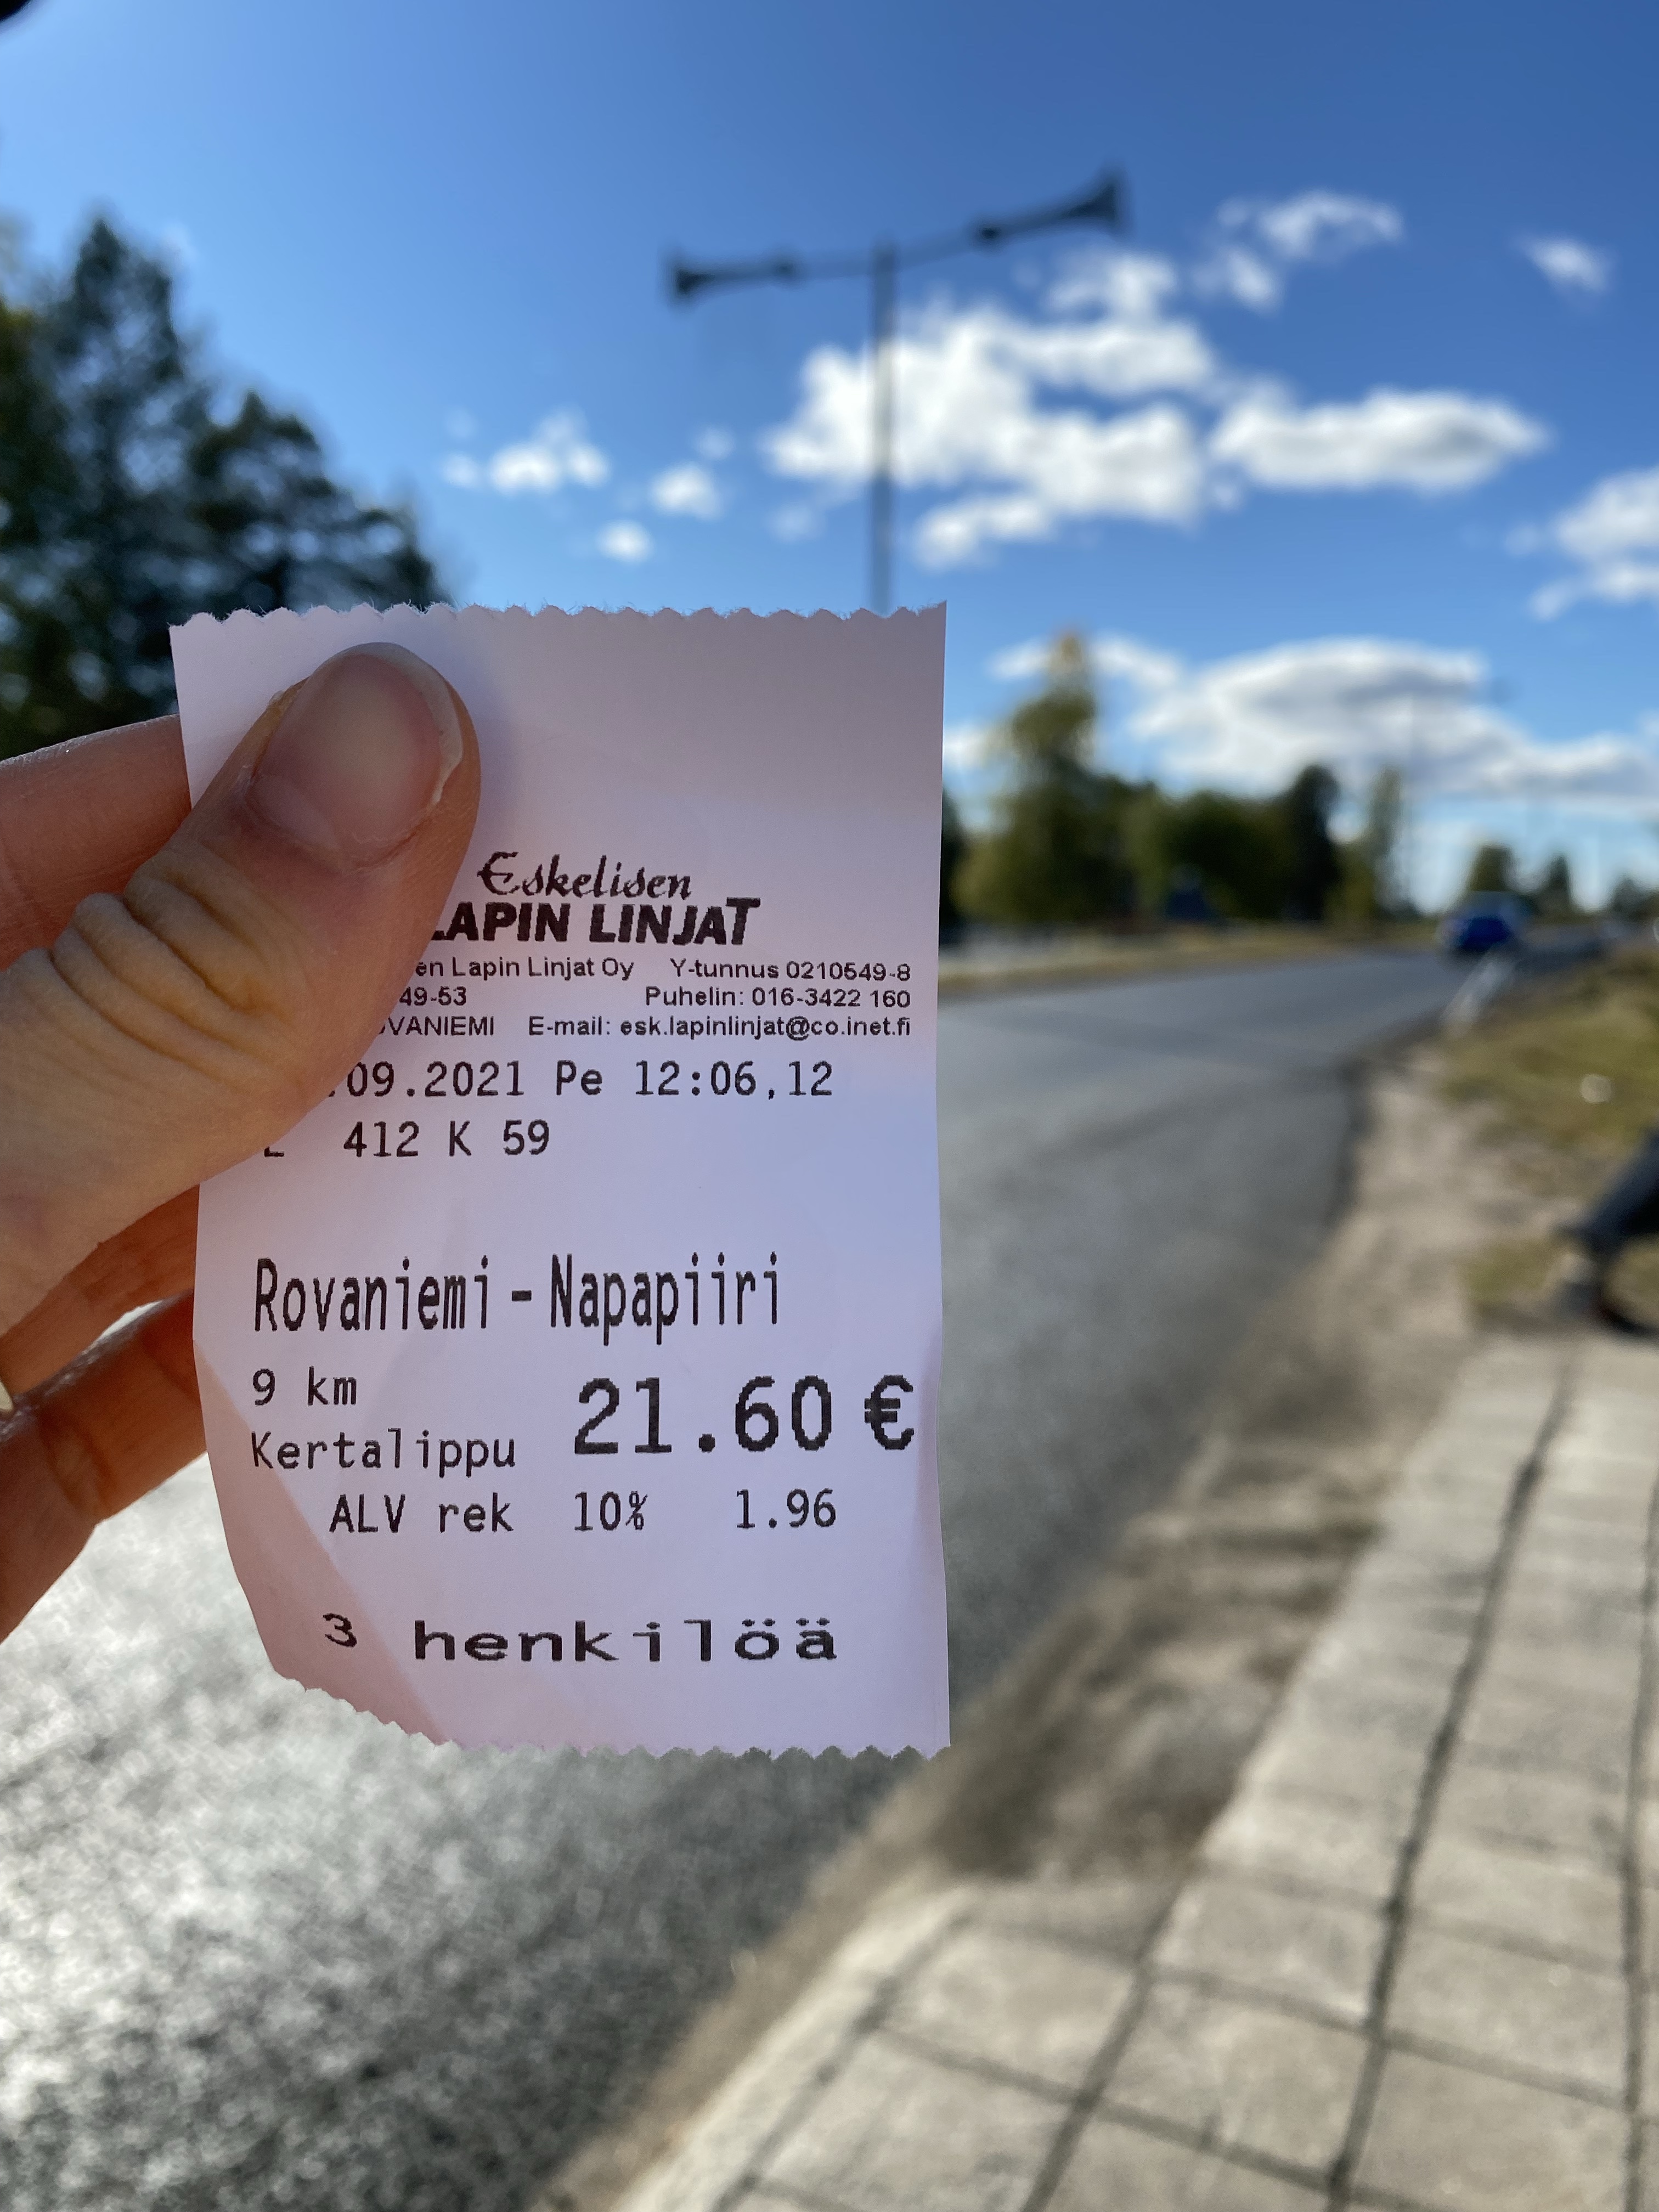 Eskelisen
LAPIN LINJAT
en Lapin Linjat Oy Y-tunnus 0210549-8
49-53 Puhelin: 016-3422 160
VANIEMI E-mail: esk.lapinlinjat@co.inet.fi
.09.2021 Pe 12:06,12
412 K 59
Rovaniemi - Napapiiri
9 km
21.60 €
Kertalippu
ALV rek 10% 1.96
3 henkilöä